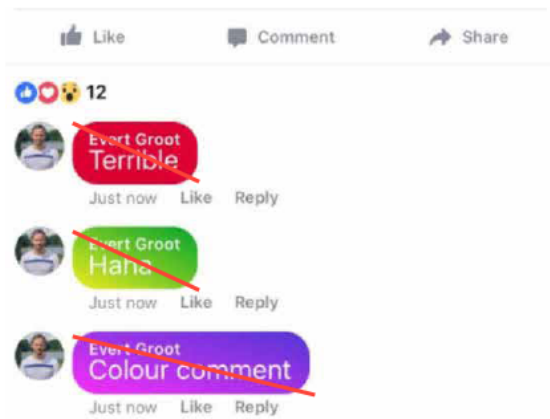 Like Comment Share
12
Evert Groot
Terrible
Just now Like Reply
Evert Groot
Haha
Just now Like Reply
Evert Groot
Colour comment
Just now Like Reply